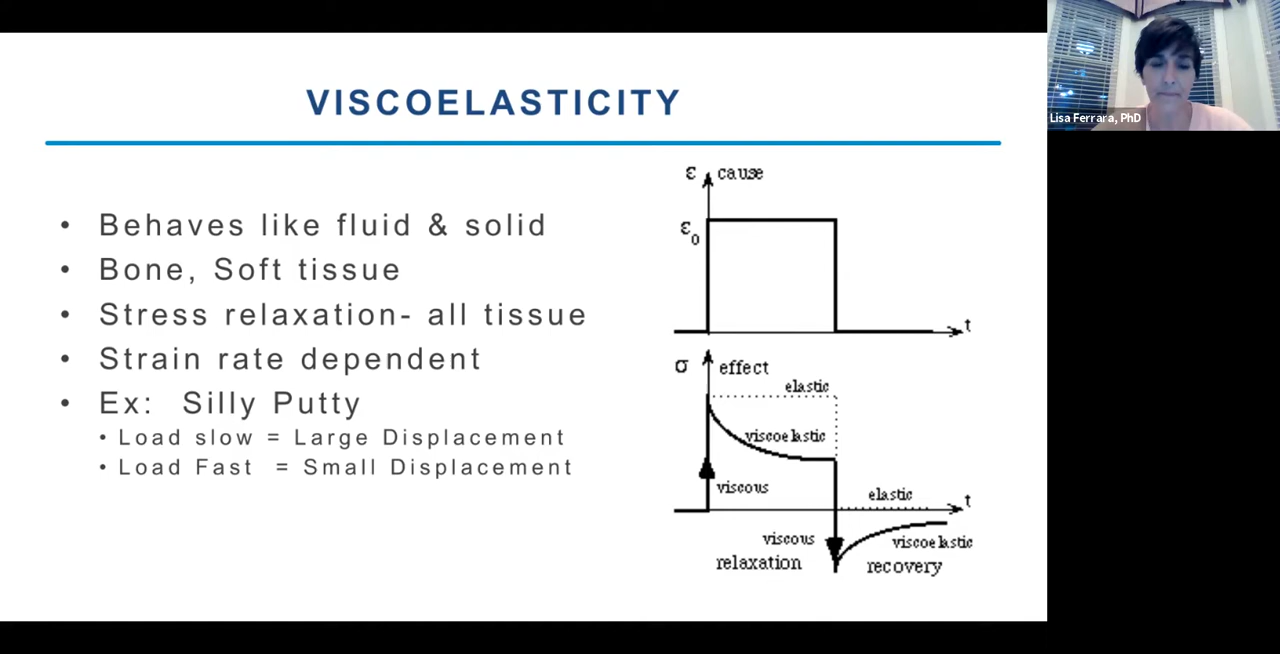 VISCOELASTICITY
• Behaves like fluid & solid
• Bone, Soft tissue
• Stress relaxation- all tissue
• Strain rate dependent
• Ex: Silly Putty
• Load slow = Large Displacement
• Load Fast = Small Displacement
ε cause
ε0
t
σ effect
elastic
viscoelastic
viscous
elastic
t
viscous
viscoelastic
relaxation
recovery
Lisa Ferrara, PhD